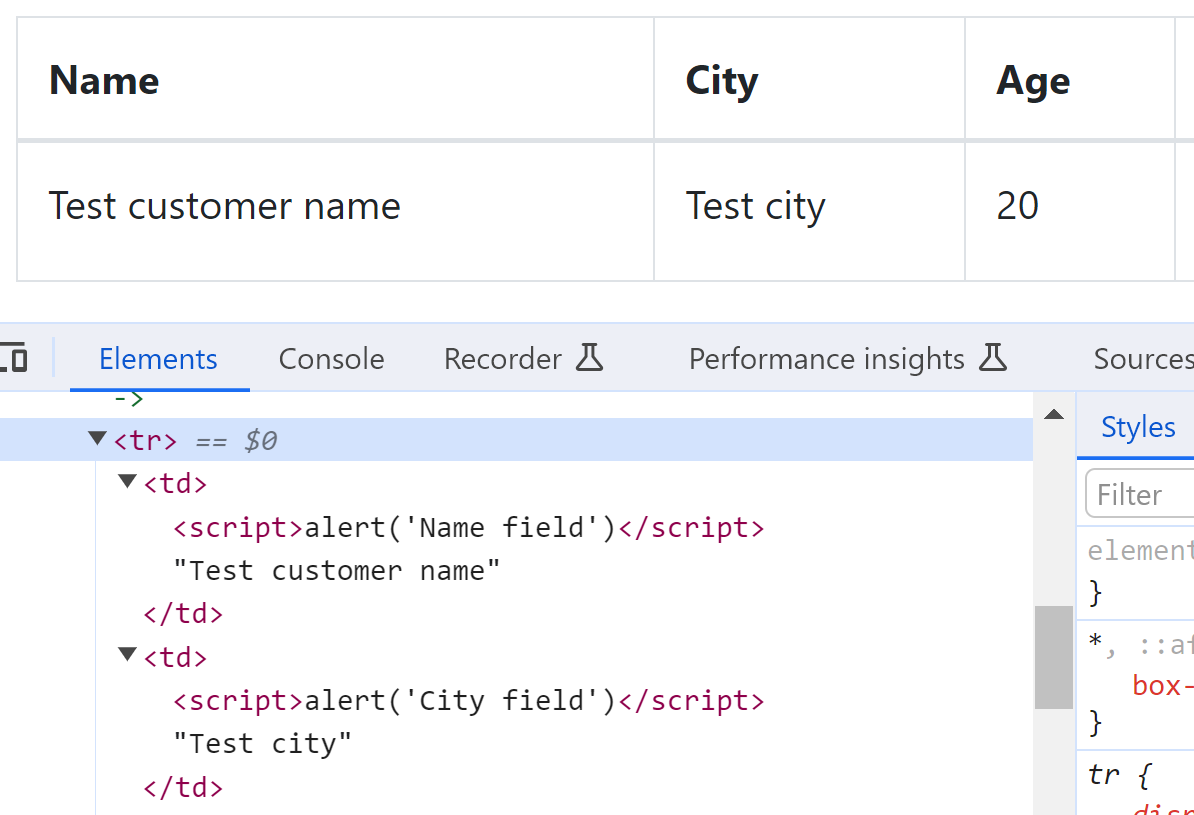 Name City Age
Test customer name Test city 20
Elements Console Recorder Performance insights Sources
->
<tr> == $0
<td>
<script>alert('Name field')</script>
"Test customer name"
</td>
<td>
<script>alert('City field')</script>
"Test city"
</td>
Styles
Filter
element
}
*, ::af
box-
}
tr {
disp